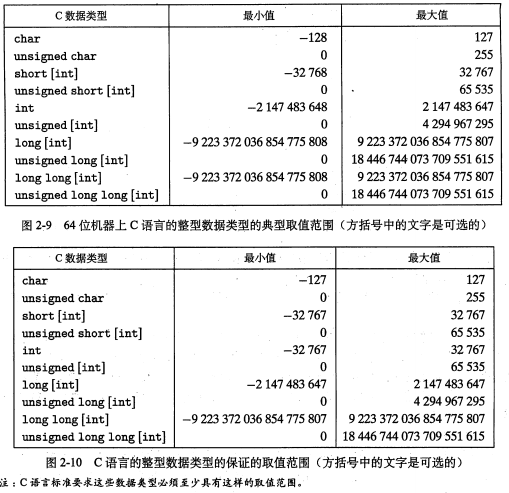 C 数据类型 最小值 最大值
char −128 127
unsigned char 0 255
short [int] −32 768 32 767
unsigned short [int] 0 65 535
int −2 147 483 648 2 147 483 647
unsigned [int] 0 4 294 967 295
long [int] −9 223 372 036 854 775 808 9 223 372 036 854 775 807
unsigned long [int] 0 18 446 744 073 709 551 615
long long [int] −9 223 372 036 854 775 808 9 223 372 036 854 775 807
unsigned long long [int] 0 18 446 744 073 709 551 615
图 2-9 64 位机器上 C 语言的整型数据类型的典型取值范围（方括号中的文字是可选的）
C 数据类型 最小值 最大值
char −127 127
unsigned char 0 255
short [int] −32 767 32 767
unsigned short [int] 0 65 535
int −32 767 32 767
unsigned [int] 0 65 535
long [int] −2 147 483 647 2 147 483 647
unsigned long [int] 0 4 294 967 295
long long [int] −9 223 372 036 854 775 807 9 223 372 036 854 775 807
unsigned long long [int] 0 18 446 744 073 709 551 615
图 2-10 C 语言的整型数据类型的保证的取值范围（方括号中的文字是可选的）
注：C 语言标准要求这些数据类型必须至少具有这样的取值范围。